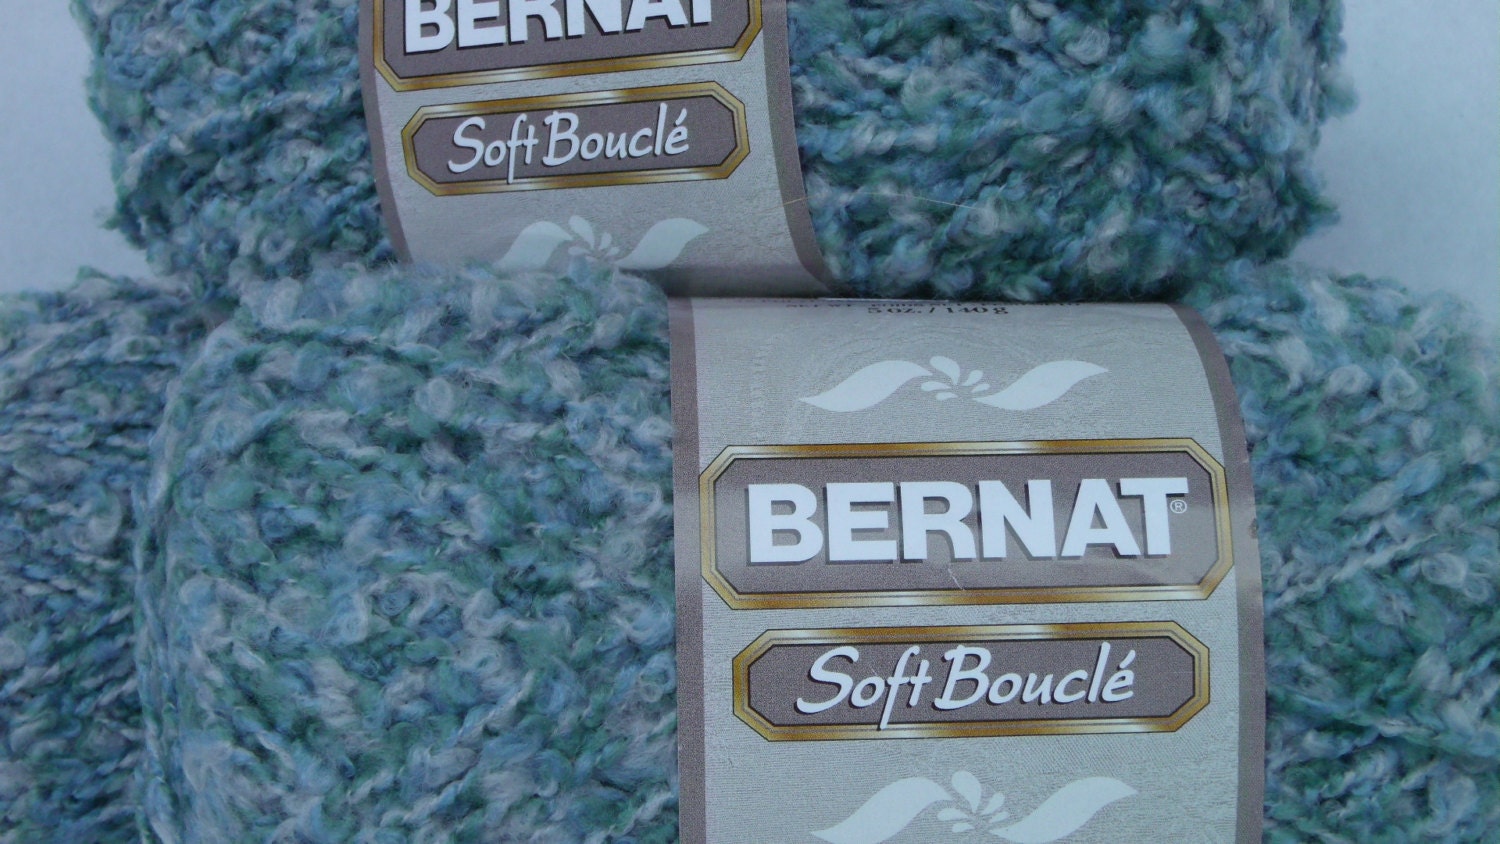 BERNAT
Soft Bouclé
5 oz. / 140 g
BERNAT®
Soft Bouclé